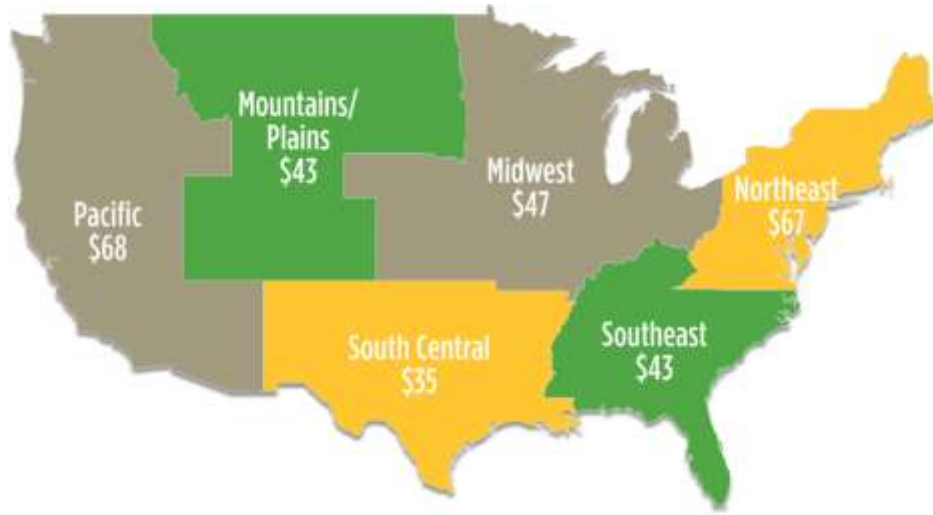 Mountains/
Plains
$43
Midwest
$47
Northeast
$67
Pacific
$68
Southeast
$43
South Central
$35